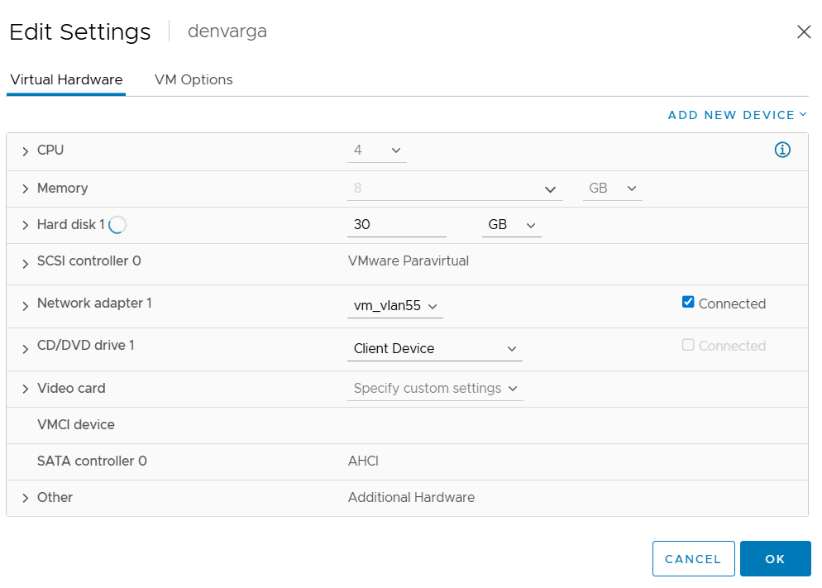 Edit Settings denvarga
Virtual Hardware VM Options
ADD NEW DEVICE
CPU 4
Memory 8 GB
Hard disk 1 30 GB
SCSI controller 0 VMware Paravirtual
Network adapter 1 vm_vlan55 Connected
CD/DVD drive 1 Client Device Connected
Video card Specify custom settings
VMCI device
SATA controller 0 AHCI
Other Additional Hardware
CANCEL OK